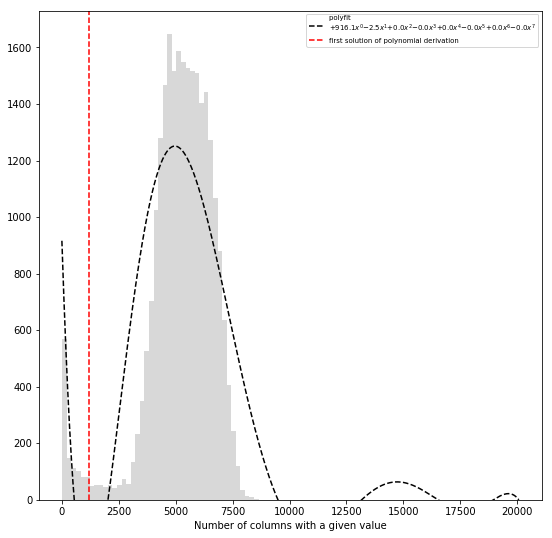 polyfit
+916.1x⁰−2.5x¹+0.0x²−0.0x³+0.0x⁴−0.0x⁵+0.0x⁶−0.0x⁷
first solution of polynomial derivation
1600
1400
1200
1000
800
600
400
200
0
0 2500 5000 7500 10000 12500 15000 17500 20000
Number of columns with a given value